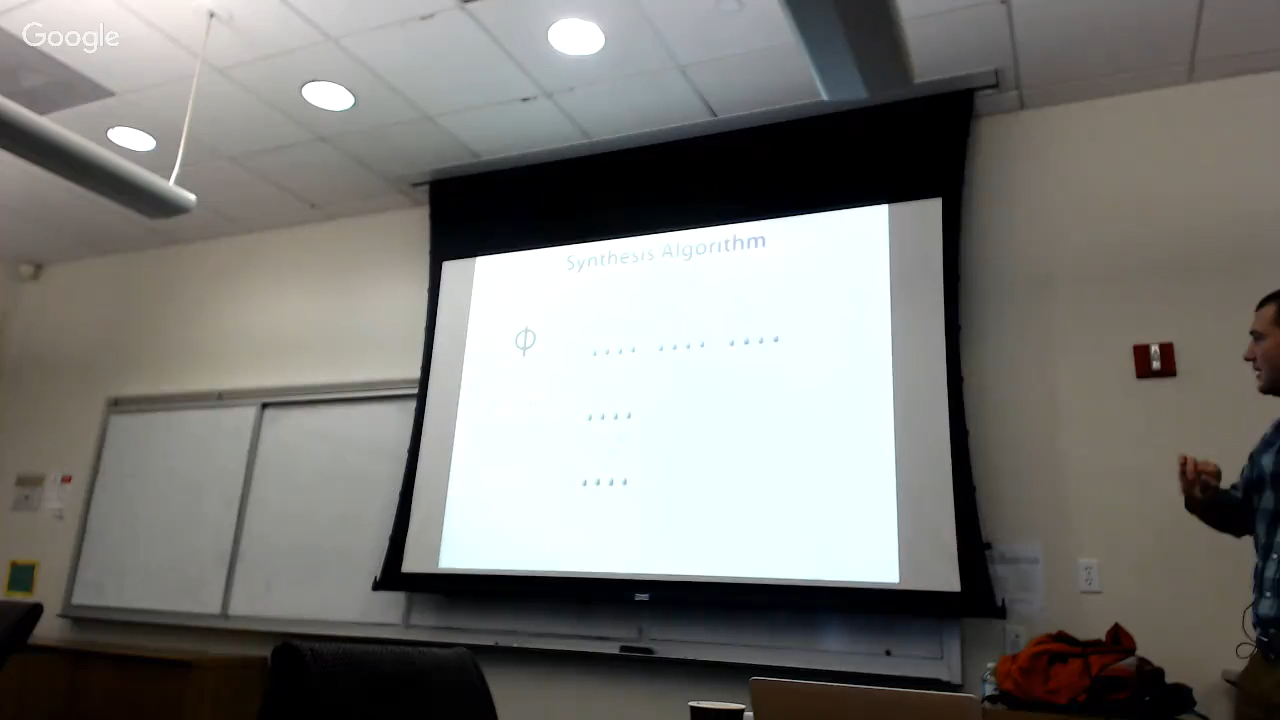 Google
Synthesis Algorithm
ϕ .... .... ....
....
....